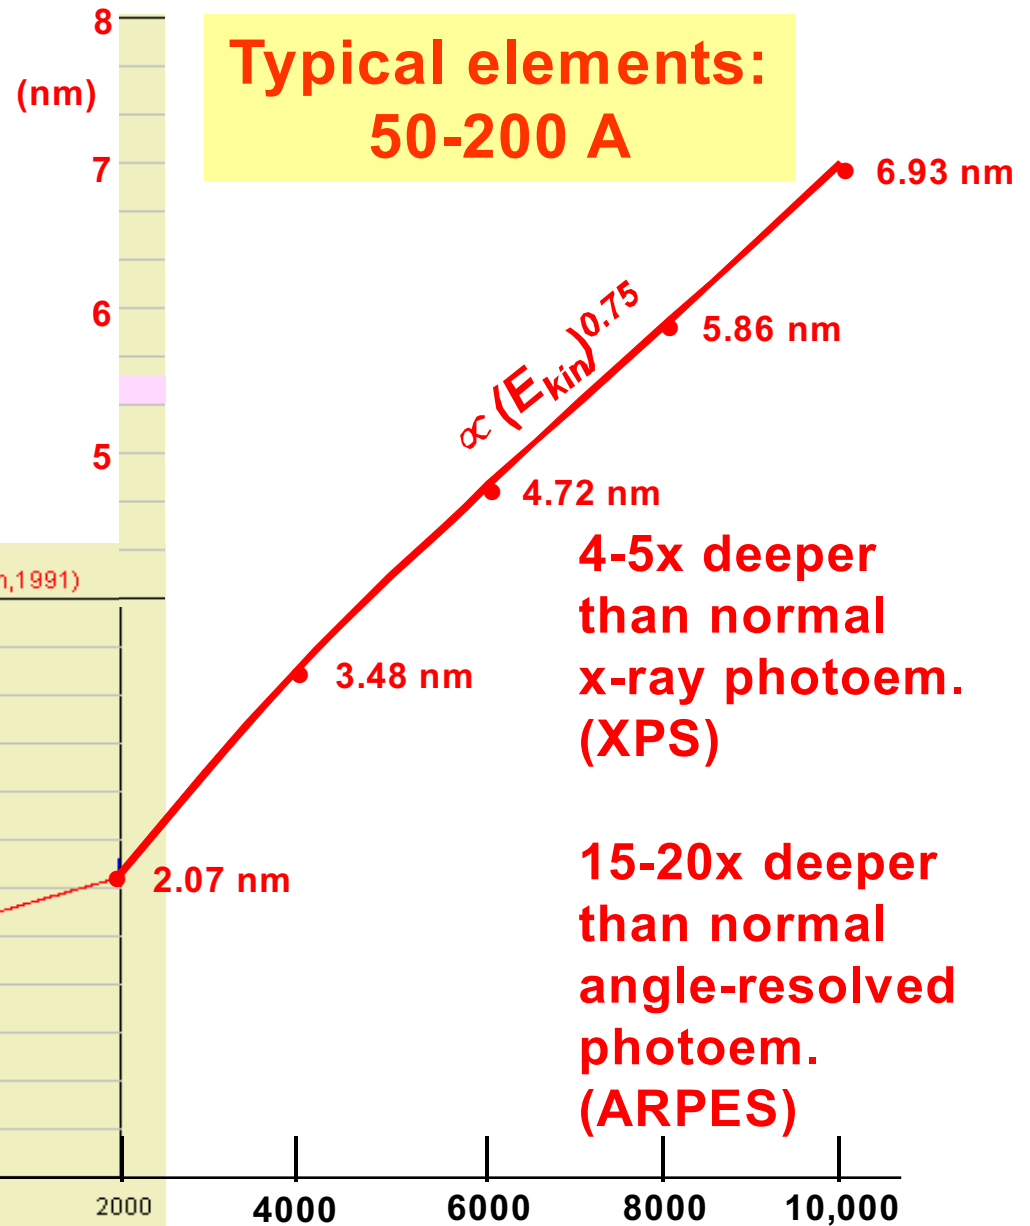 8
(nm)
7
6
5
Typical elements:
50-200 A
6.93 nm
∝ (Ekin)0.75
5.86 nm
4.72 nm
3.48 nm
2.07 nm
,1991)
4-5x deeper
than normal
x-ray photoem.
(XPS)
15-20x deeper
than normal
angle-resolved
photoem.
(ARPES)
2000 4000 6000 8000 10,000